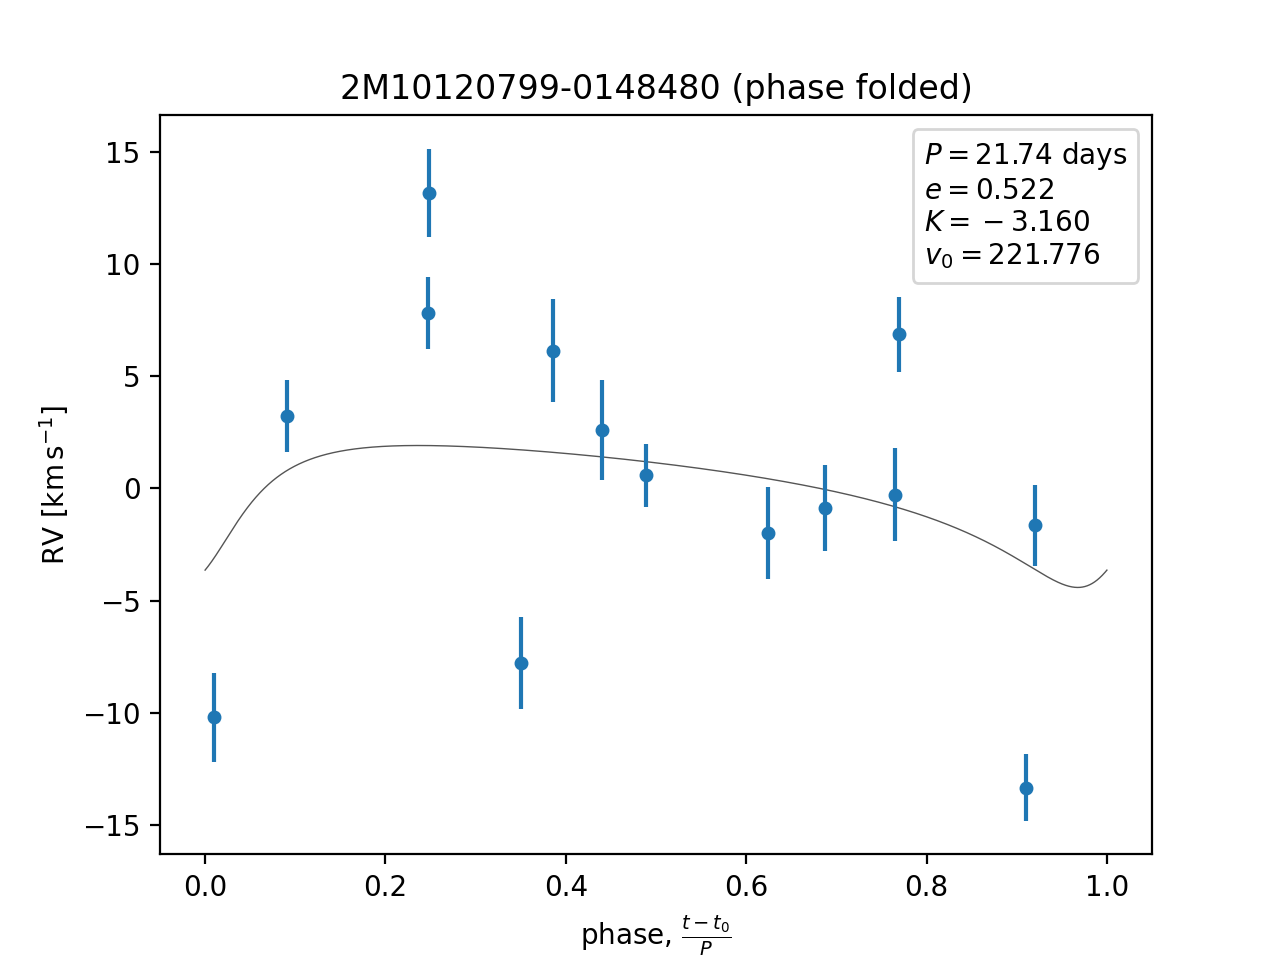 2M10120799-0148480 (phase folded)
P = 21.74 days
e = 0.522
K = −3.160
v₀ = 221.776
15
10
5
0
−5
−10
−15
RV [km s⁻¹]
0.0 0.2 0.4 0.6 0.8 1.0
phase, (t − t₀)/P